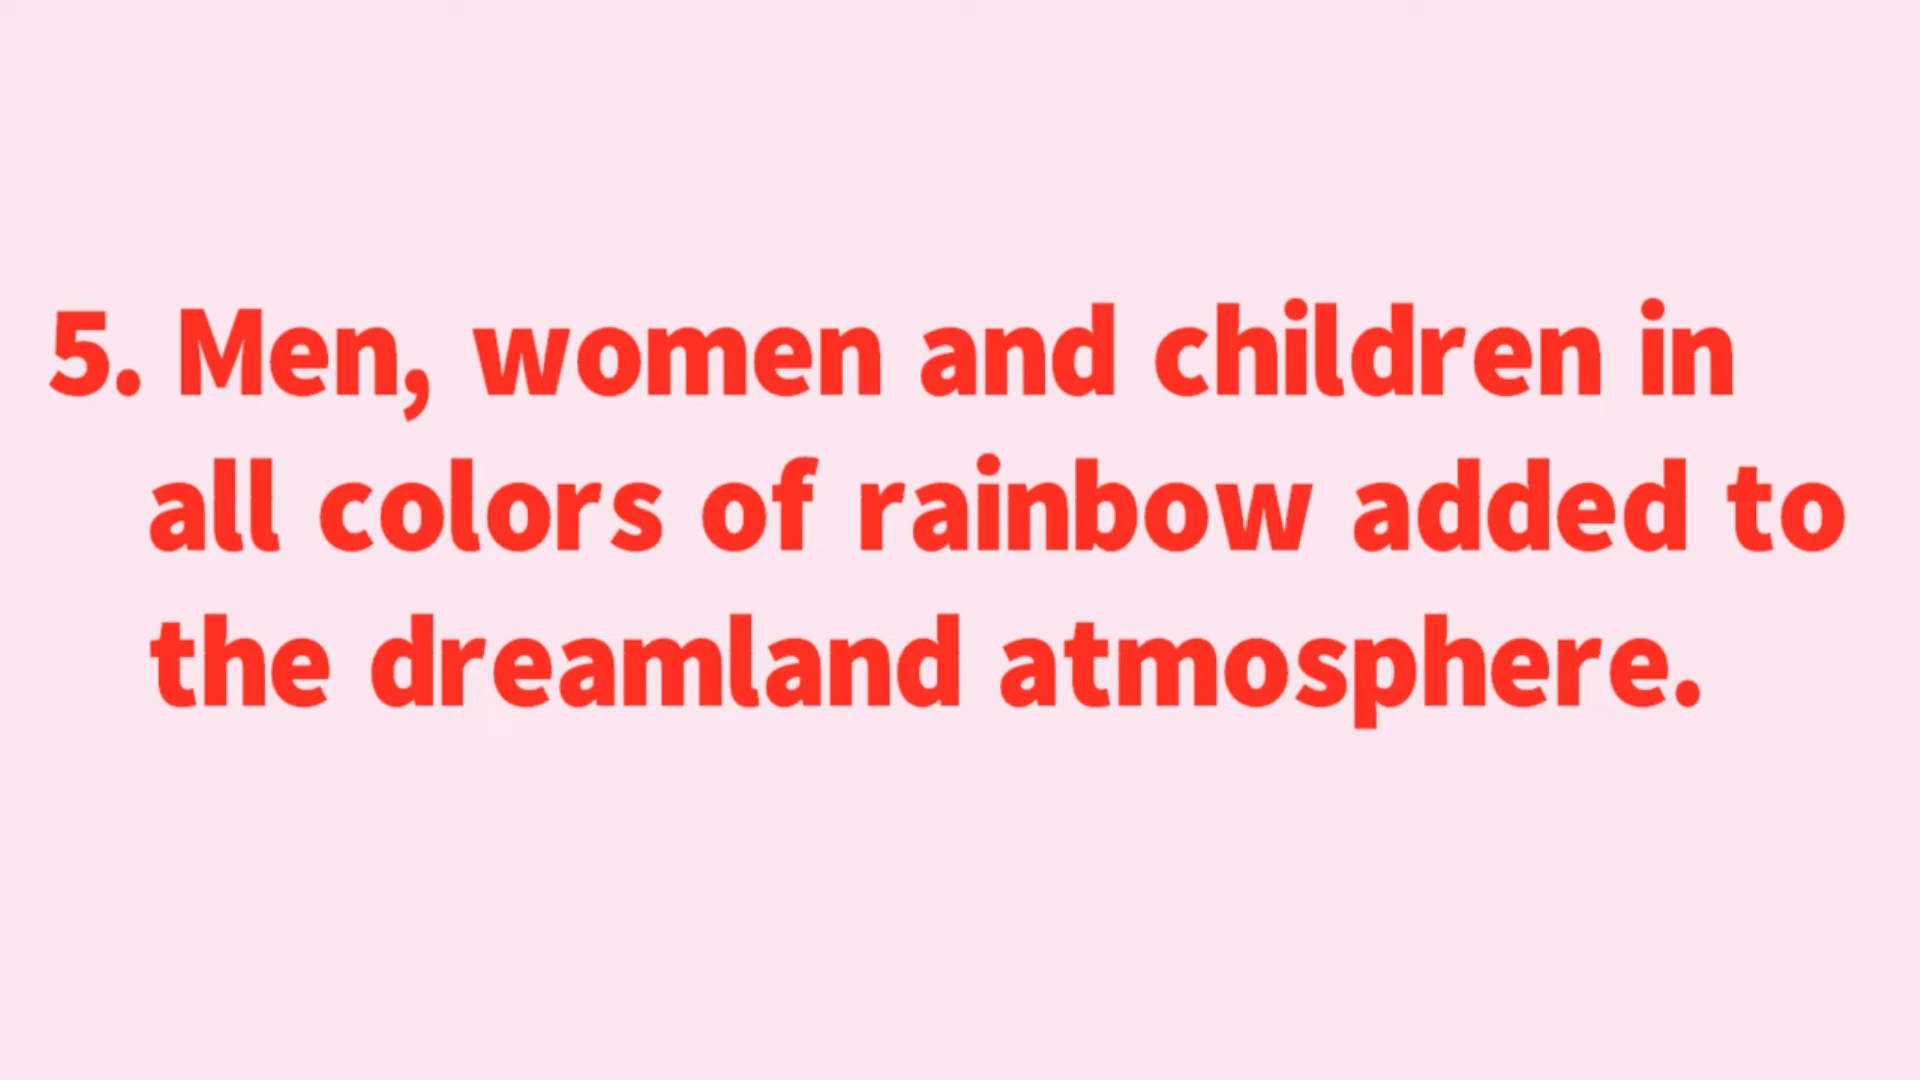 5. Men, women and children in
all colors of rainbow added to
the dreamland atmosphere.